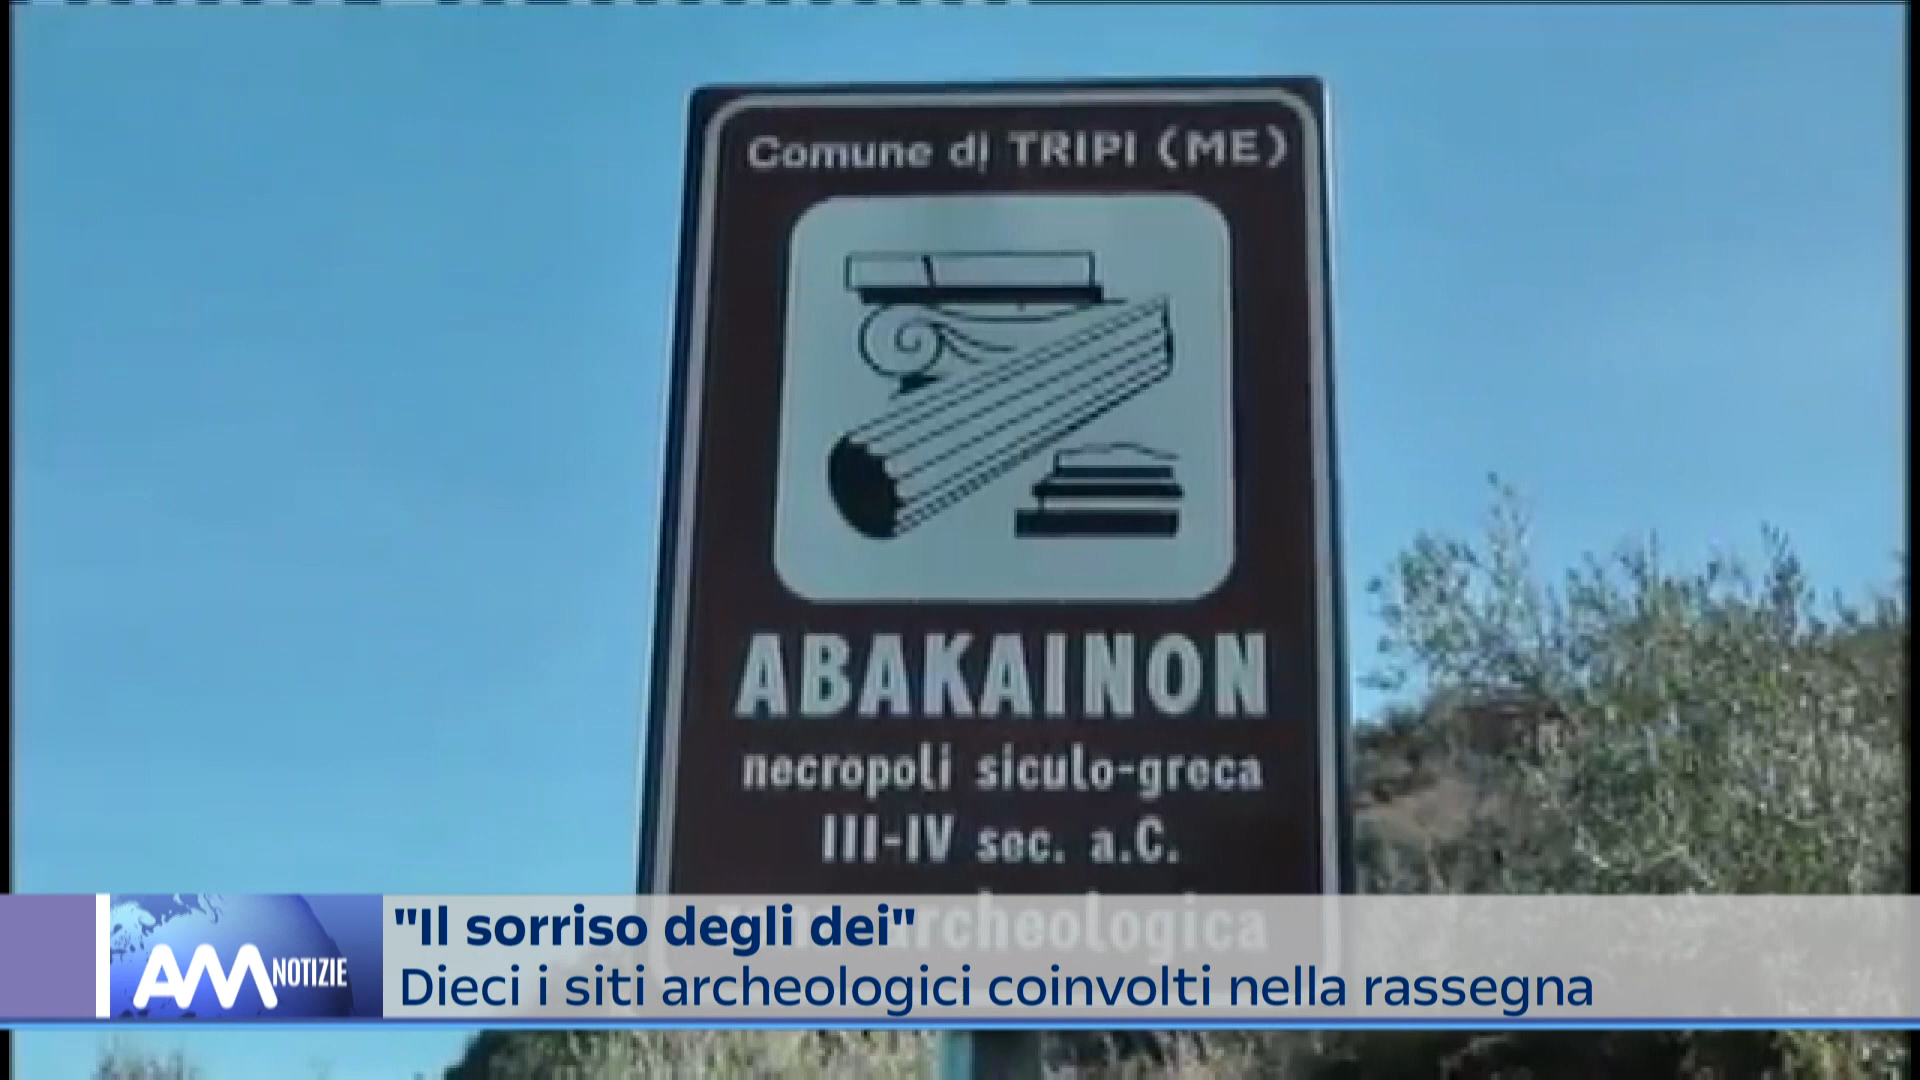 Comune di TRIPI (ME)
ABAKAINON
necropoli siculo-greca
III-IV sec. a.C.
archeologica
"Il sorriso degli dei"
Dieci i siti archeologici coinvolti nella rassegna
AM NOTIZIE